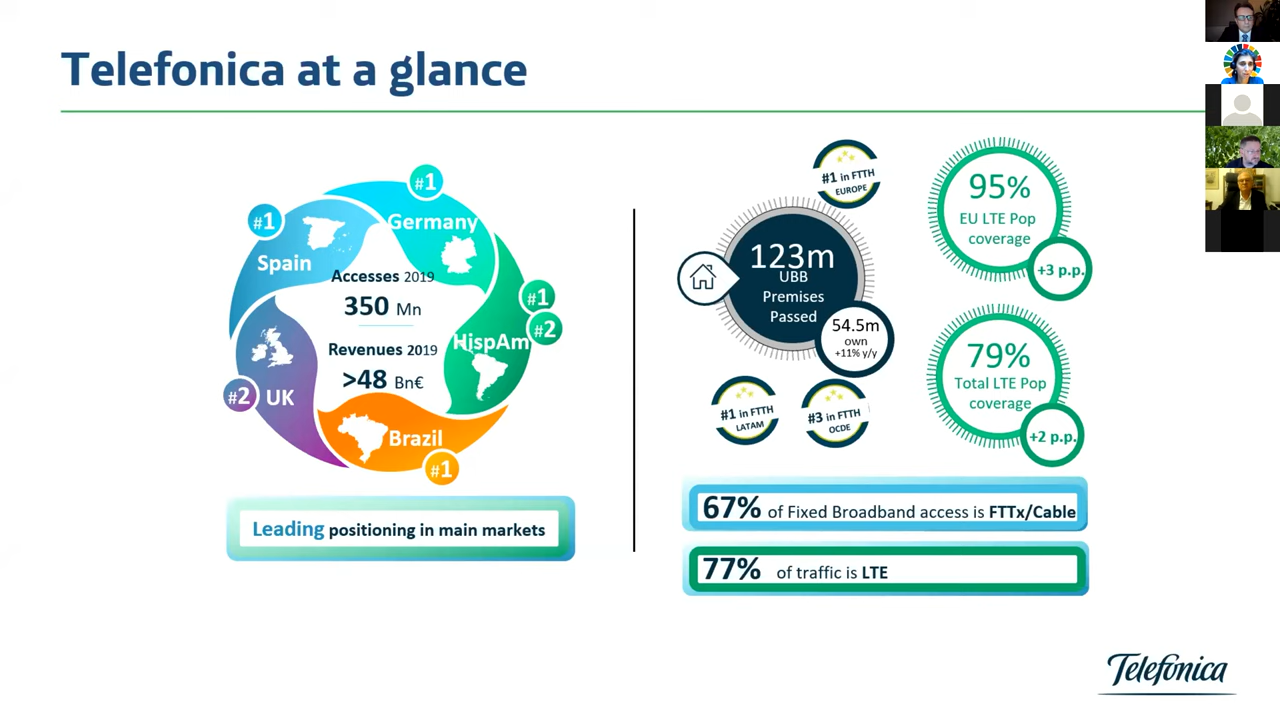 Telefonica at a glance
#1
Germany
#1
Spain
Accesses 2019
350 Mn
#1
#2
HispAm
Revenues 2019
>48 Bn€
#2
UK
Brazil
#1
Leading positioning in main markets
#1 in FTTH
EUROPE
123m
UBB
Premises
Passed
54.5m
own
+11% y/y
#1 in FTTH
LATAM
#3 in FTTH
OCDE
95%
EU LTE Pop
coverage
+3 p.p.
79%
Total LTE Pop
coverage
+2 p.p.
67% of Fixed Broadband access is FTTx/Cable
77% of traffic is LTE
Telefónica